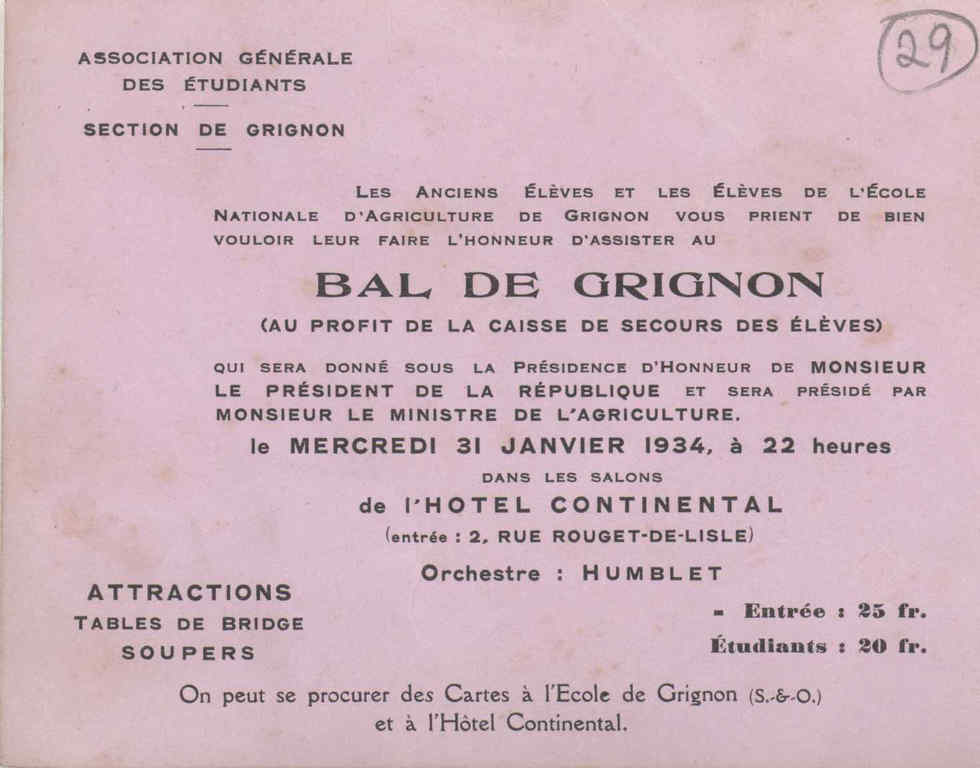 29
ASSOCIATION GÉNÉRALE
DES ÉTUDIANTS
SECTION DE GRIGNON
LES ANCIENS ÉLÈVES ET LES ÉLÈVES DE L'ÉCOLE
NATIONALE D'AGRICULTURE DE GRIGNON VOUS PRIENT DE BIEN
VOULOIR LEUR FAIRE L'HONNEUR D'ASSISTER AU
BAL DE GRIGNON
(AU PROFIT DE LA CAISSE DE SECOURS DES ÉLÈVES)
QUI SERA DONNÉ SOUS LA PRÉSIDENCE D'HONNEUR DE MONSIEUR
LE PRÉSIDENT DE LA RÉPUBLIQUE ET SERA PRÉSIDÉ PAR
MONSIEUR LE MINISTRE DE L'AGRICULTURE.
le MERCREDI 31 JANVIER 1934, à 22 heures
DANS LES SALONS
de l'HOTEL CONTINENTAL
(entrée : 2, RUE ROUGET-DE-LISLE)
Orchestre : HUMBLET
ATTRACTIONS
TABLES DE BRIDGE
SOUPERS
- Entrée : 25 fr.
Étudiants : 20 fr.
On peut se procurer des Cartes à l'Ecole de Grignon (S.-&-O.)
et à l'Hôtel Continental.